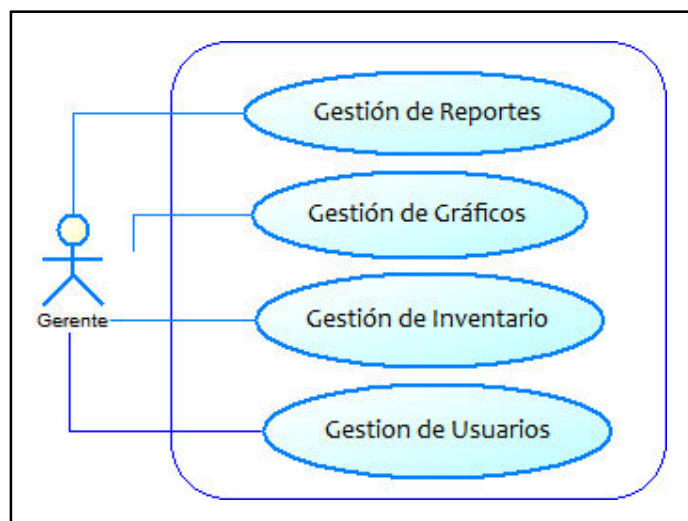 Gestión de Reportes
Gestión de Gráficos
Gerente
Gestión de Inventario
Gestion de Usuarios